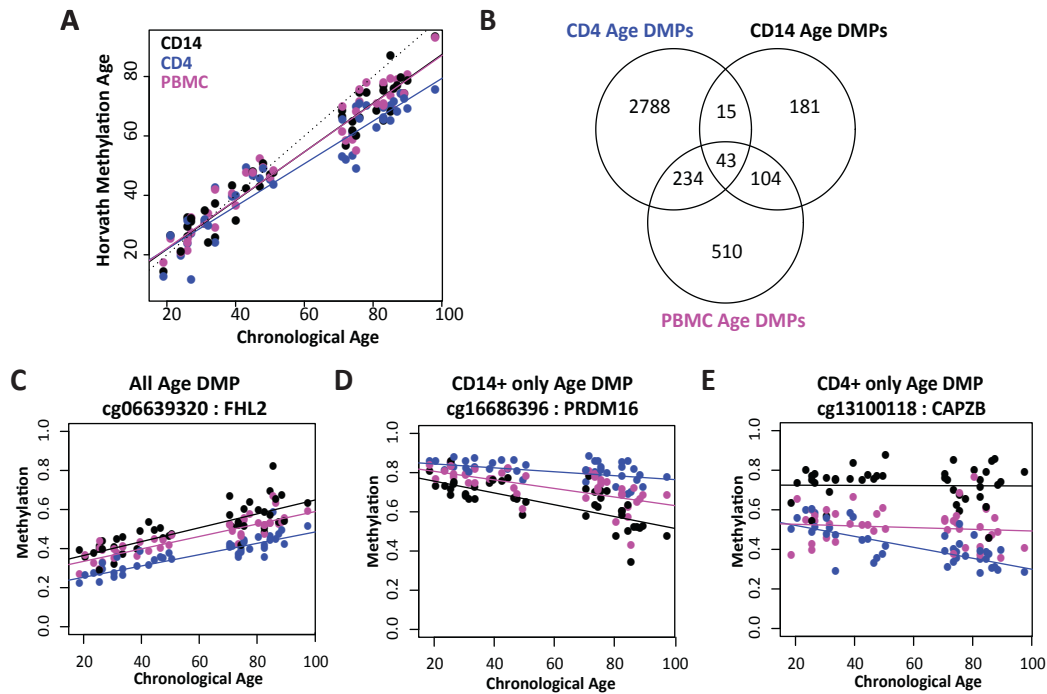 A
CD14
CD4
PBMC
Horvath Methylation Age
80
60
40
20
20
40
60
80
100
Chronological Age
B
CD4 Age DMPs
CD14 Age DMPs
2788
15
181
43
234
104
510
PBMC Age DMPs
C
All Age DMP
cg06639320 : FHL2
Methylation
1.0
0.8
0.6
0.4
0.2
0.0
20
40
60
80
100
Chronological Age
D
CD14+ only Age DMP
cg16686396 : PRDM16
Methylation
1.0
0.8
0.6
0.4
0.2
0.0
20
40
60
80
100
Chronological Age
E
CD4+ only Age DMP
cg13100118 : CAPZB
Methylation
1.0
0.8
0.6
0.4
0.2
0.0
20
40
60
80
100
Chronological Age